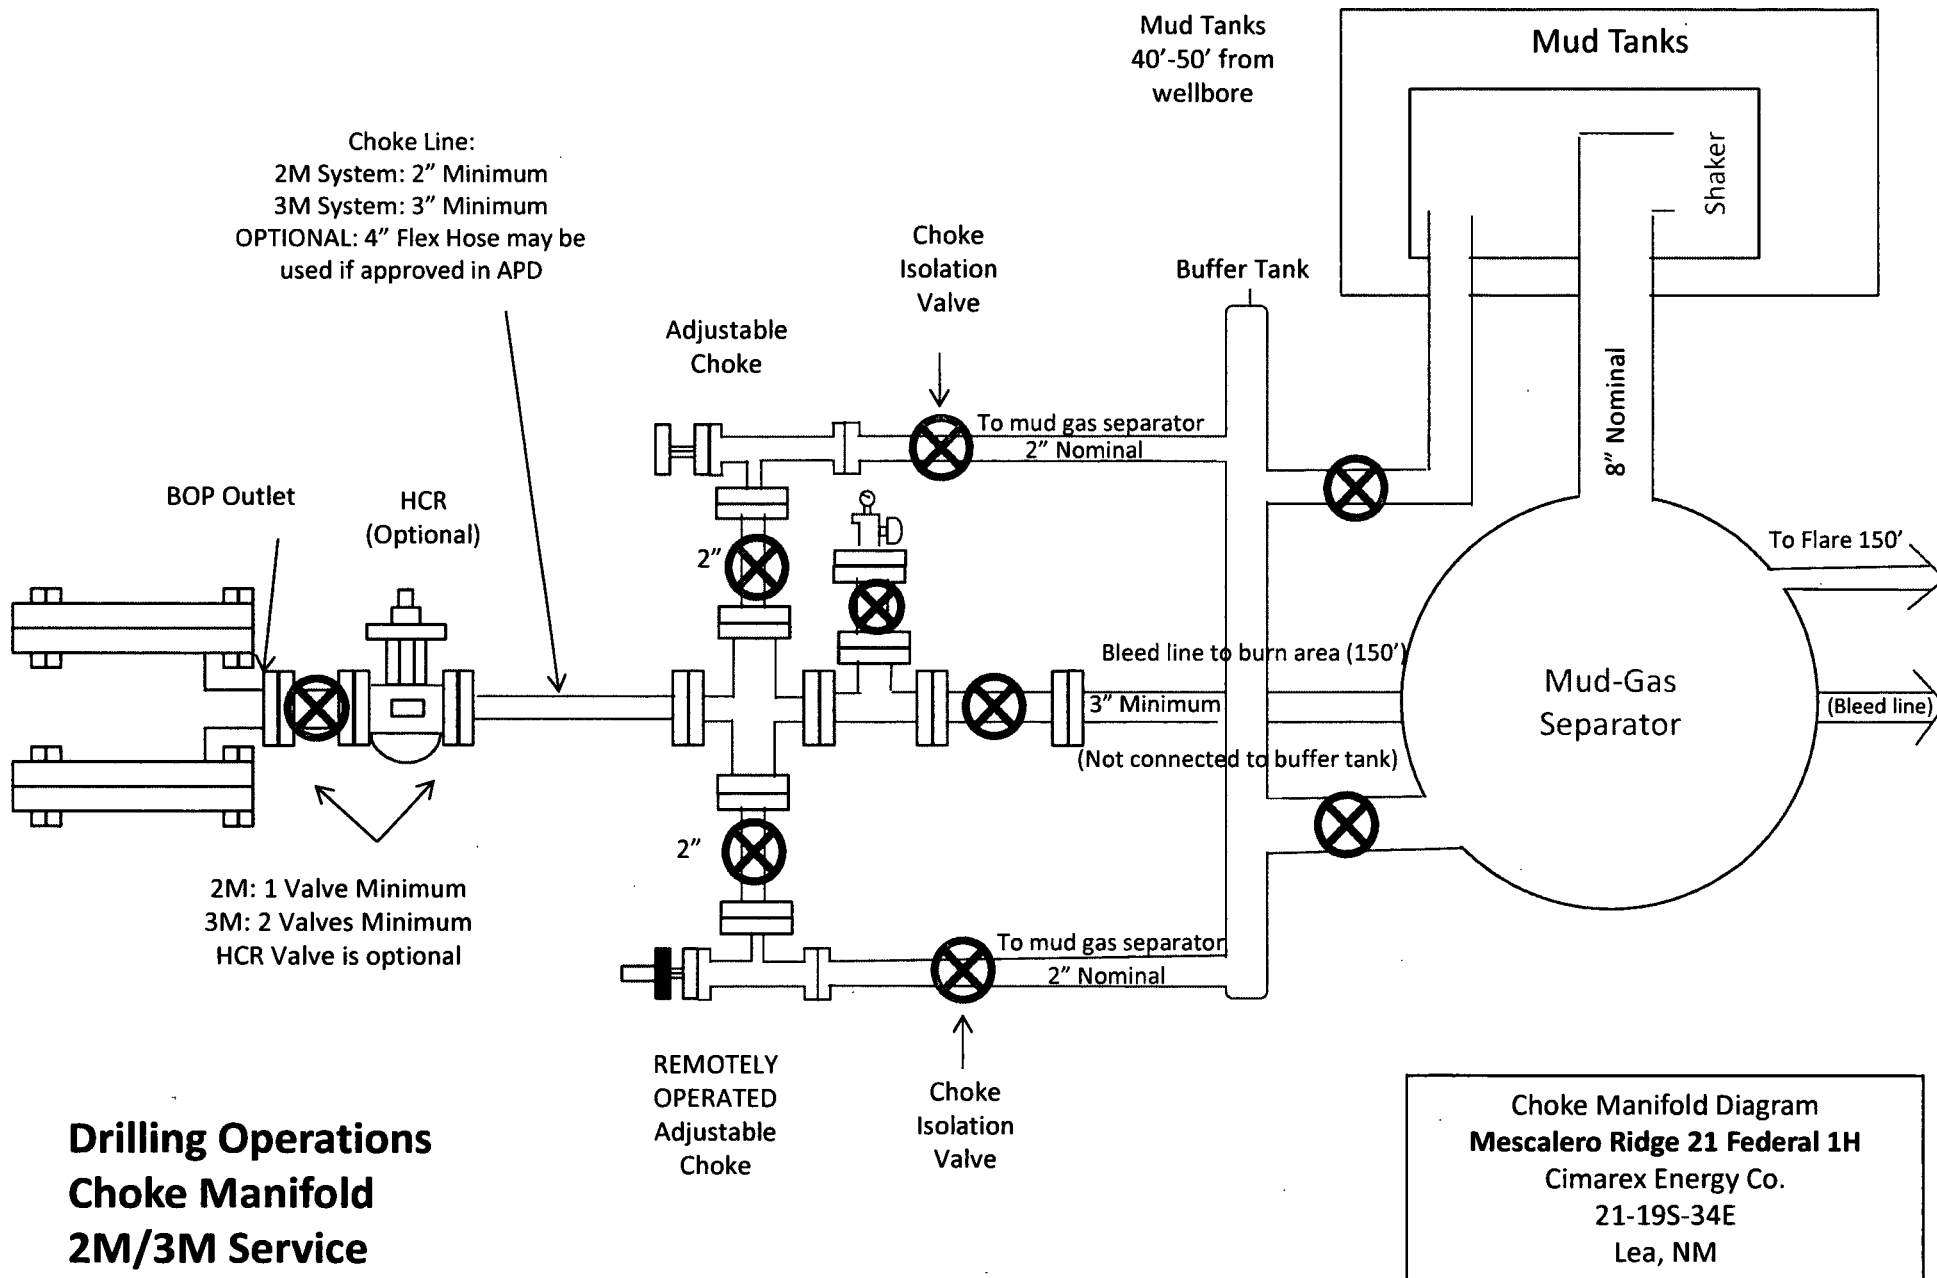 Mud Tanks
40'-50' from
wellbore
Mud Tanks
Shaker
Choke Line:
2M System: 2” Minimum
3M System: 3” Minimum
OPTIONAL: 4” Flex Hose may be
used if approved in APD
Choke
Isolation
Valve
Buffer Tank
Adjustable
Choke
8” Nominal
To mud gas separator
2” Nominal
BOP Outlet
HCR
(Optional)
2”
To Flare 150'
Bleed line to burn area (150')
3” Minimum
(Not connected to buffer tank)
Mud-Gas
Separator
(Bleed line)
2”
2M: 1 Valve Minimum
3M: 2 Valves Minimum
HCR Valve is optional
To mud gas separator
2” Nominal
REMOTELY
OPERATED
Adjustable
Choke
Choke
Isolation
Valve
Drilling Operations
Choke Manifold
2M/3M Service
Choke Manifold Diagram
Mescalero Ridge 21 Federal 1H
Cimarex Energy Co.
21-19S-34E
Lea, NM